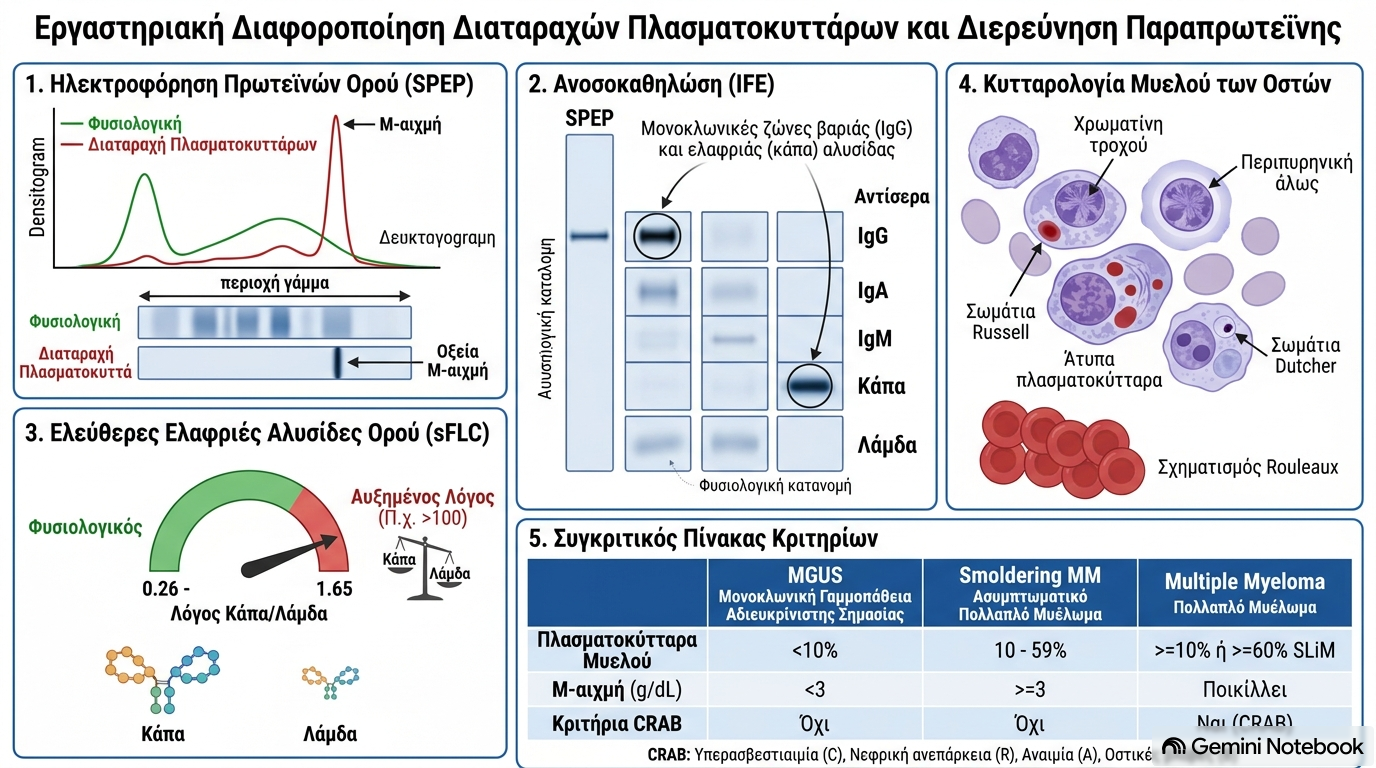 Εργαστηριακή Διαφοροποίηση Διαταραχών Πλασματοκυττάρων και Διερεύνηση Παραπρωτεΐνης
1. Ηλεκτροφόρηση Πρωτεϊνών Ορού (SPEP)
Φυσιολογική
Διαταραχή Πλασματοκυττάρων
Μ-αιχμή
Densitogram
Δευκταγογραμη
περιοχή γάμμα
Φυσιολογική
Διαταραχή
Πλασματοκυττά
Οξεία
Μ-αιχμή
2. Ανοσοκαθηλώση (IFE)
SPEP
Μονοκλωνικές ζώνες βαριάς (IgG)
και ελαφριάς (κάπα) αλυσίδας
Αντίσερα
IgG
IgA
IgM
Κάπα
Λάμδα
Φυσιολογική κατανομή
3. Ελεύθερες Ελαφριές Αλυσίδες Ορού (sFLC)
Φυσιολογικός
Αυξημένος Λόγος
(Π.χ. >100)
Κάπα
Λάμδα
0.26 -
1.65
Λόγος Κάπα/Λάμδα
Κάπα
Λάμδα
4. Κυτταρολογία Μυελού των Οστών
Χρωματίνη
τροχού
Περιπυρηνική
άλως
Σωμάτια
Russell
Άτυπα
πλασματοκύτταρα
Σωμάτια
Dutcher
Σχηματισμός Rouleaux
5. Συγκριτικός Πίνακας Κριτηρίων
MGUS
Μονοκλωνική Γαμμοπάθεια
Αδιευκρίνιστης Σημασίας
Smoldering MM
Ασυμπτωματικό
Πολλαπλό Μυέλωμα
Multiple Myeloma
Πολλαπλό Μυέλωμα
Πλασματοκύτταρα
Μυελού
<10%
10 - 59%
>=10% ή >=60% SLiM
Μ-αιχμή (g/dL)
<3
>=3
Ποικίλλει
Κριτήρια CRAB
Όχι
Όχι
Ναι (CRAB)
CRAB: Υπερασβεστιαιμία (C), Νεφρική ανεπάρκεια (R), Αναιμία (A),
Gemini Notebook